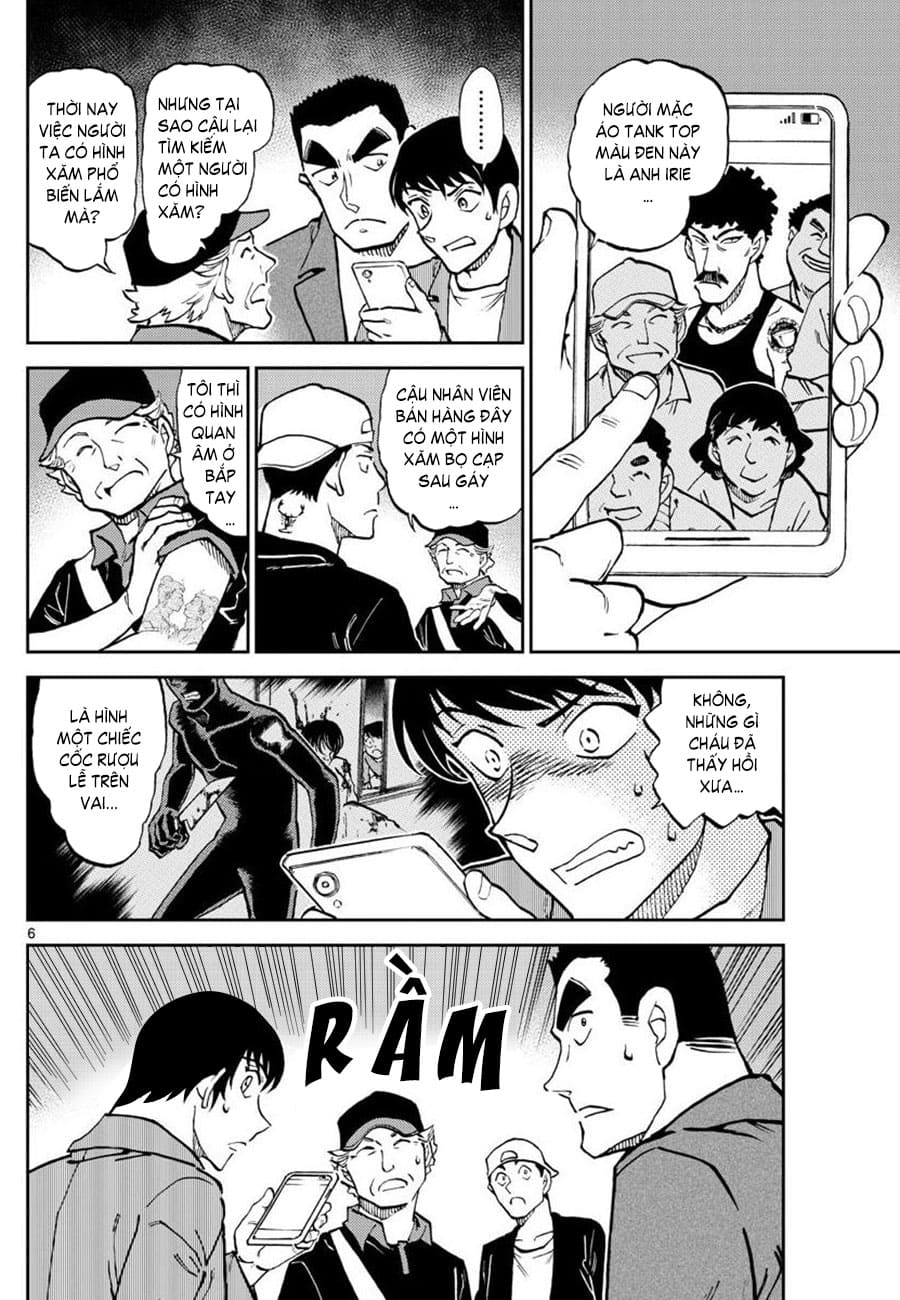 NGƯỜI MẶC
ÁO TANK TOP
MÀU ĐEN NÀY
LÀ ANH IRIE
...
........
NHƯNG TẠI
SAO CÂU LẠI
TÌM KIẾM
MỘT NGƯỜI
CÓ HÌNH
XĂM?
THỜI NAY
VIỆC NGƯỜI
TA CÓ HÌNH
XĂM PHỔ
BIẾN LẮM
MÀ?
CẬU NHÂN VIÊN
BÁN HÀNG ĐÂY
CÓ MỘT HÌNH
XĂM BỌ CẠP
SAU GÁY
...
TÔI THÌ
CÓ HÌNH
QUAN
ÂM Ở
BẮP
TAY
...
KHÔNG,
NHỮNG GÌ
CHÁU ĐÃ
THẤY HỒI
XƯA...
LÀ HÌNH
MỘT CHIẾC
CỐC RƯỢU
LỄ TRÊN
VAI...
6
RẦM